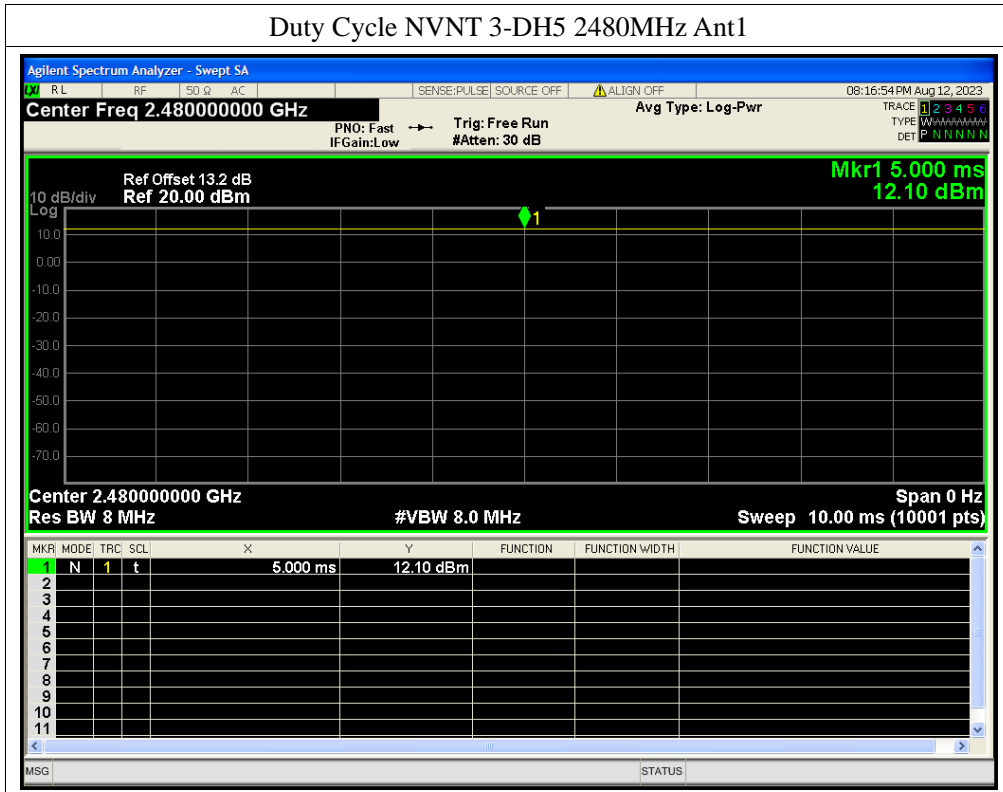 Duty Cycle NVNT 3-DH5 2480MHz Ant1
Agilent Spectrum Analyzer - Swept SA
LXI RL RF 50 Ω AC SENSE:PULSE SOURCE OFF ALIGN OFF 08:16:54 PM Aug 12, 2023
Center Freq 2.480000000 GHz Avg Type: Log-Pwr TRACE 1 2 3 4 5 6
PNO: Fast Trig: Free Run TYPE WWWWWW
IFGain:Low #Atten: 30 dB DET P N N N N N
Mkr1 5.000 ms
12.10 dBm
Ref Offset 13.2 dB
10 dB/div Ref 20.00 dBm
Log
1
10.0
0.00
-10.0
-20.0
-30.0
-40.0
-50.0
-60.0
-70.0
Center 2.480000000 GHz Span 0 Hz
Res BW 8 MHz #VBW 8.0 MHz Sweep 10.00 ms (10001 pts)
MKR MODE TRC SCL X Y FUNCTION FUNCTION WIDTH FUNCTION VALUE
1 N 1 t 5.000 ms 12.10 dBm
2
3
4
5
6
7
8
9
10
11
MSG STATUS